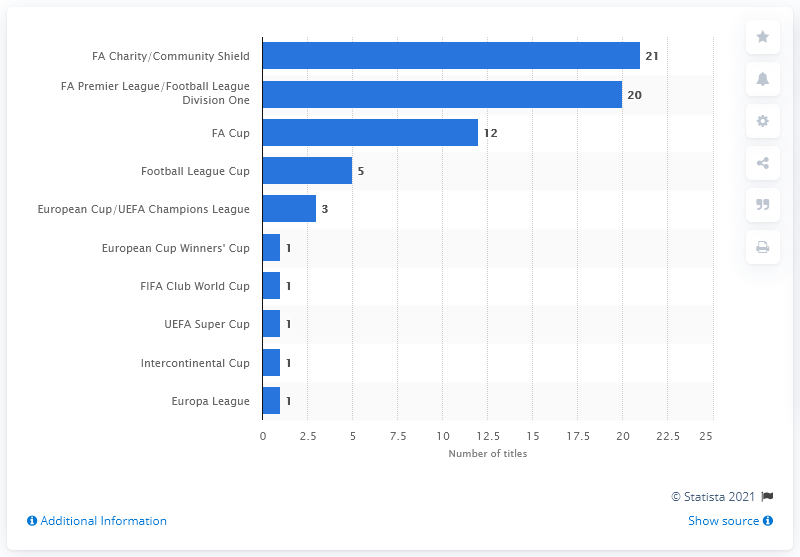 FA Charity/Community Shield
21
FA Premier League/Football League
Division One
20
FA Cup
12
Football League Cup
5
European Cup/UEFA Champions League
3
European Cup Winners' Cup
1
FIFA Club World Cup
1
UEFA Super Cup
1
Intercontinental Cup
1
Europa League
1
0 2.5 5 7.5 10 12.5 15 17.5 20 22.5 25
Number of titles
© Statista 2021
Additional Information
Show source